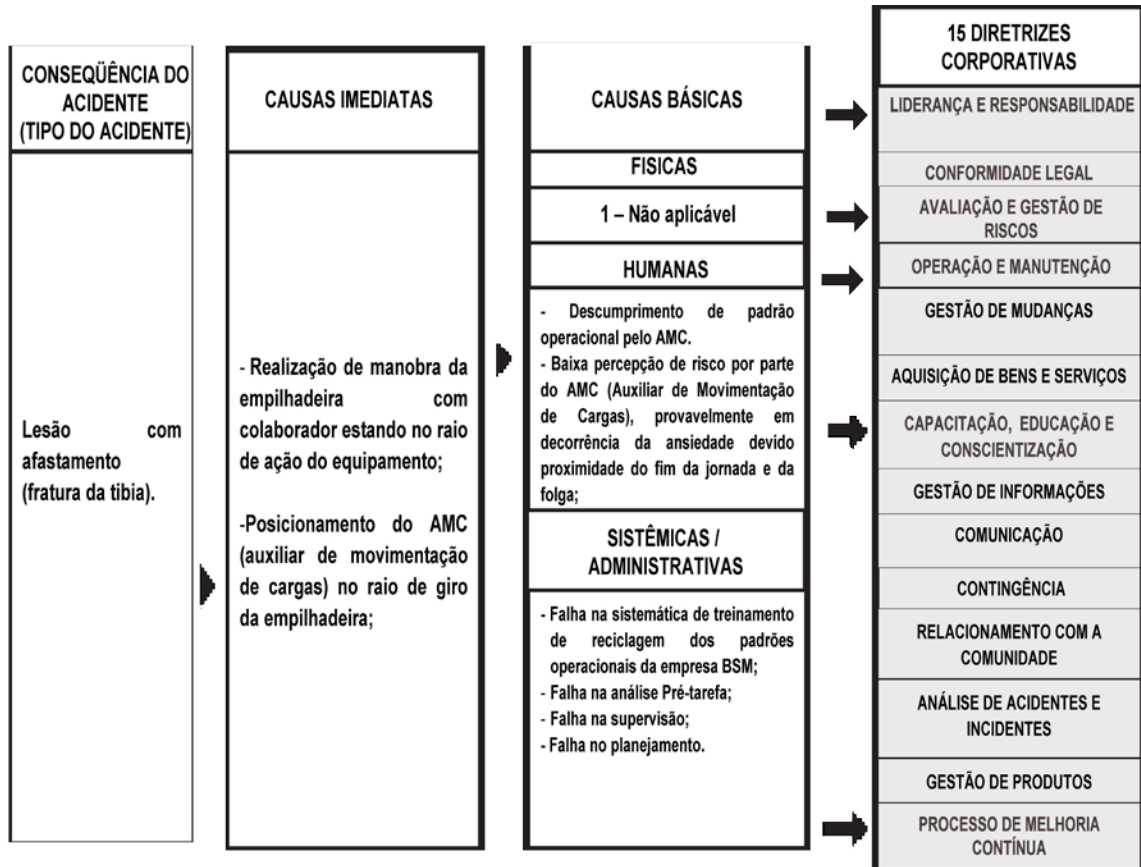 CONSEQÜÊNCIA DO
ACIDENTE
(TIPO DO ACIDENTE)
Lesão com
afastamento
(fratura da tibia).
CAUSAS IMEDIATAS
- Realização de manobra da
empilhadeira com
colaborador estando no raio
de ação do equipamento;
-Posicionamento do AMC
(auxiliar de movimentação
de cargas) no raio de giro
da empilhadeira;
CAUSAS BÁSICAS
FISICAS
1 – Não aplicável
HUMANAS
- Descumprimento de padrão
operacional pelo AMC.
- Baixa percepção de risco por parte
do AMC (Auxiliar de Movimentação
de Cargas), provavelmente em
decorrência da ansiedade devido
proximidade do fim da jornada e da
folga;
SISTÊMICAS /
ADMINISTRATIVAS
- Falha na sistemática de treinamento
de reciclagem dos padrões
operacionais da empresa BSM;
- Falha na análise Pré-tarefa;
- Falha na supervisão;
- Falha no planejamento.
15 DIRETRIZES
CORPORATIVAS
LIDERANÇA E RESPONSABILIDADE
CONFORMIDADE LEGAL
AVALIAÇÃO E GESTÃO DE
RISCOS
OPERAÇÃO E MANUTENÇÃO
GESTÃO DE MUDANÇAS
AQUISIÇÃO DE BENS E SERVIÇOS
CAPACITAÇÃO, EDUCAÇÃO E
CONSCIENTIZAÇÃO
GESTÃO DE INFORMAÇÕES
COMUNICAÇÃO
CONTINGÊNCIA
RELACIONAMENTO COM A
COMUNIDADE
ANÁLISE DE ACIDENTES E
INCIDENTES
GESTÃO DE PRODUTOS
PROCESSO DE MELHORIA
CONTÍNUA